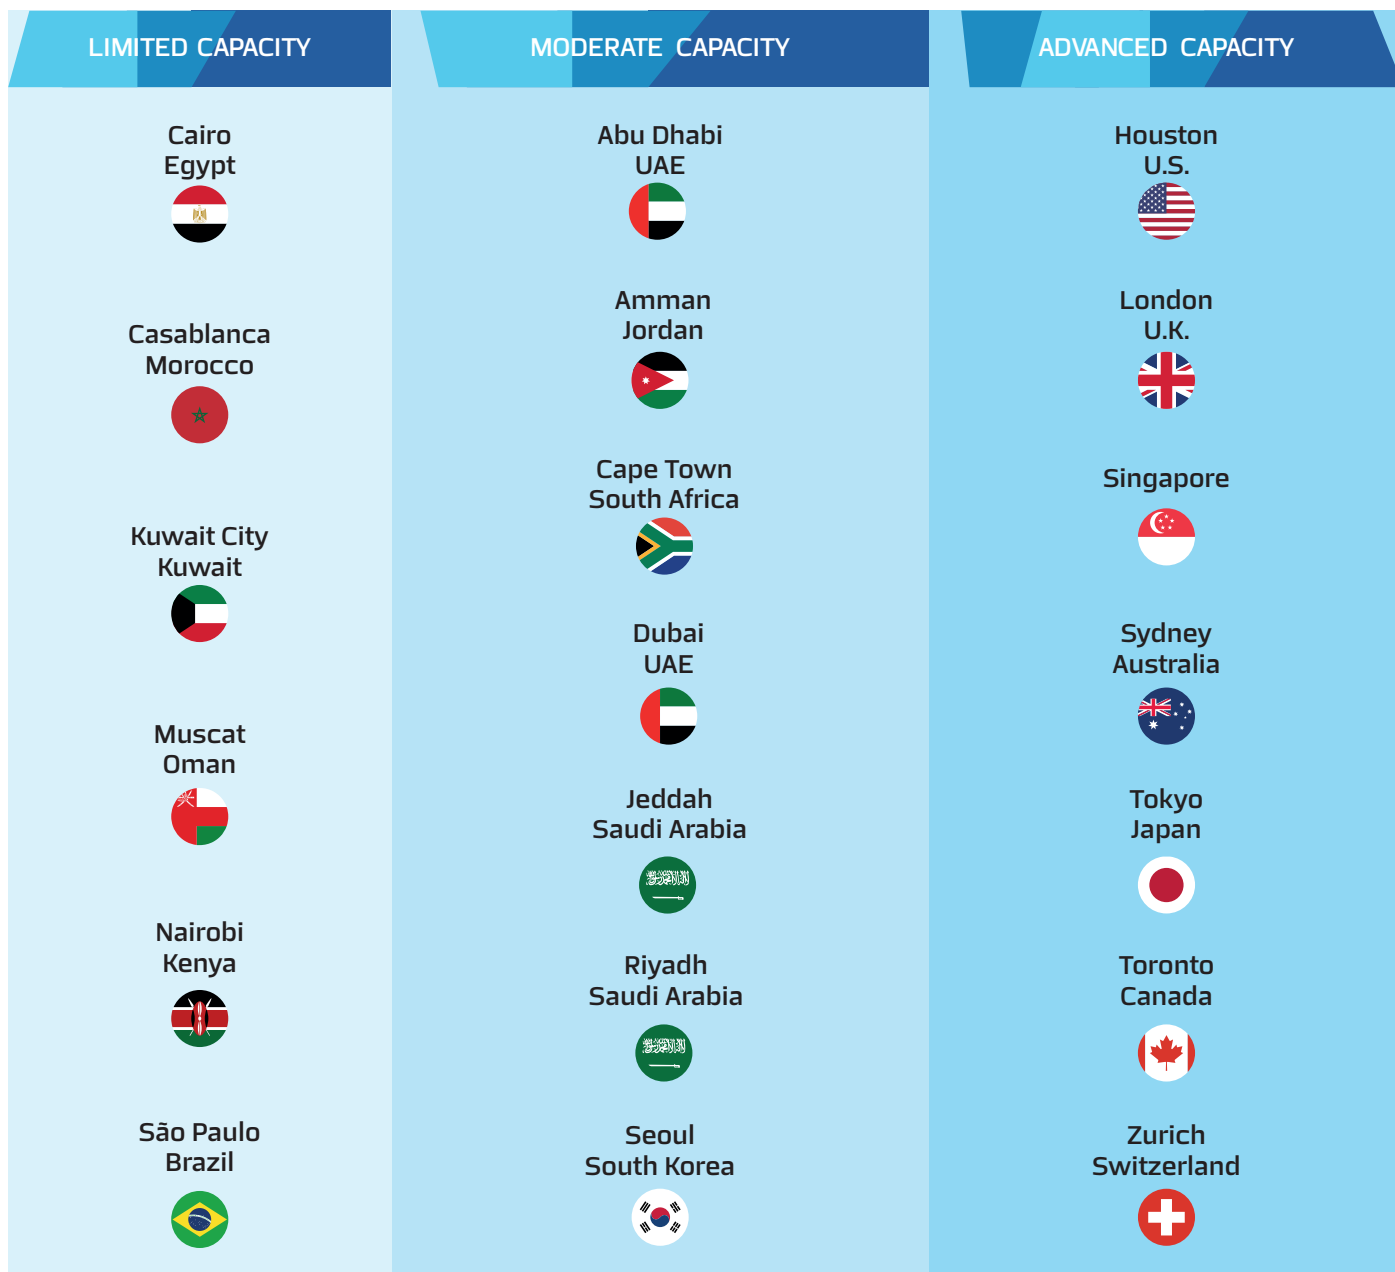 LIMITED CAPACITY
Cairo
Egypt
Casablanca
Morocco
Kuwait City
Kuwait
Muscat
Oman
Nairobi
Kenya
São Paulo
Brazil
MODERATE CAPACITY
Abu Dhabi
UAE
Amman
Jordan
Cape Town
South Africa
Dubai
UAE
Jeddah
Saudi Arabia
Riyadh
Saudi Arabia
Seoul
South Korea
ADVANCED CAPACITY
Houston
U.S.
London
U.K.
Singapore
Sydney
Australia
Tokyo
Japan
Toronto
Canada
Zurich
Switzerland